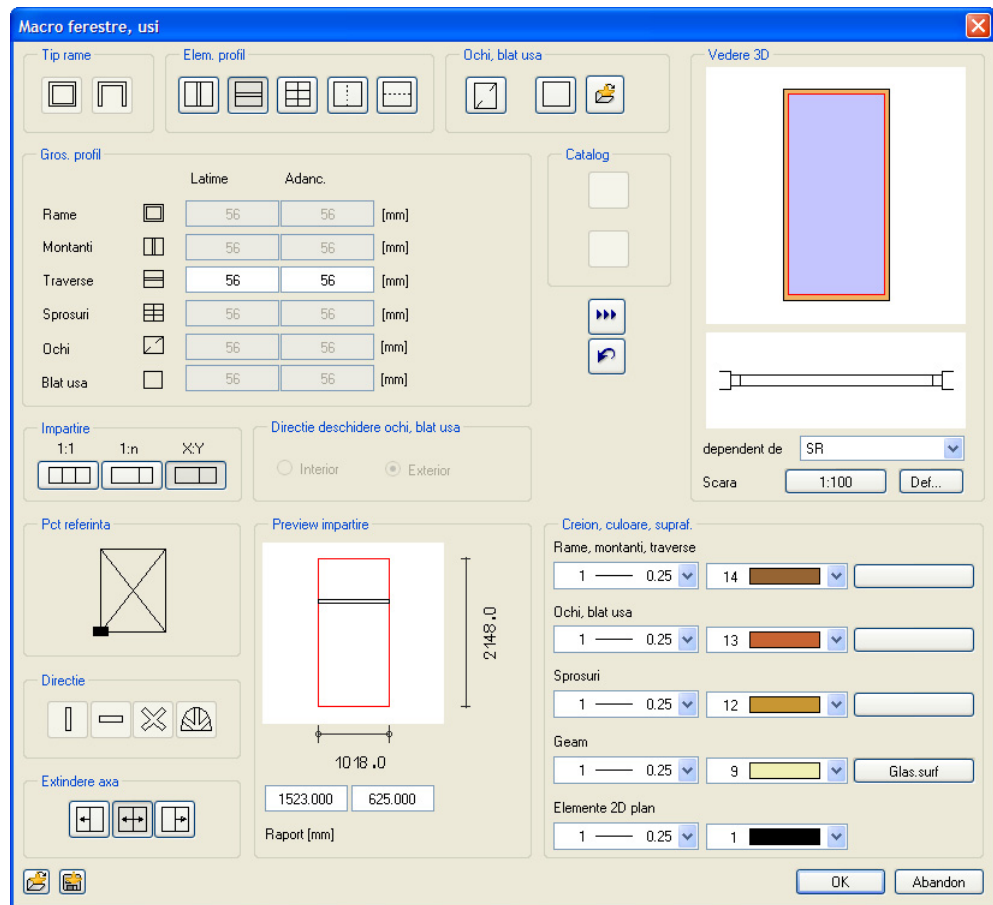 Macro ferestre, usi
Tip rame
Elem. profil
Ochi, blat usa
Vedere 3D
Gros. profil
Latime Adanc.
Rame 56 56 [mm]
Montanti 56 56 [mm]
Traverse 56 56 [mm]
Sprosuri 56 56 [mm]
Ochi 56 56 [mm]
Blat usa 56 56 [mm]
Catalog
dependent de SR
Scara 1:100 Def...
Impartire
1:1 1:n X:Y
Directie deschidere ochi, blat usa
Interior Exterior
Pct referinta
Directie
Extindere axa
Preview impartire
2148.0
1018.0
1523.000 625.000
Raport [mm]
Creion, culoare, supraf.
Rame, montanti, traverse
1 0.25 14
Ochi, blat usa
1 0.25 13
Sprosuri
1 0.25 12
Geam
1 0.25 9 Glas.surf
Elemente 2D plan
1 0.25 1
OK Abandon